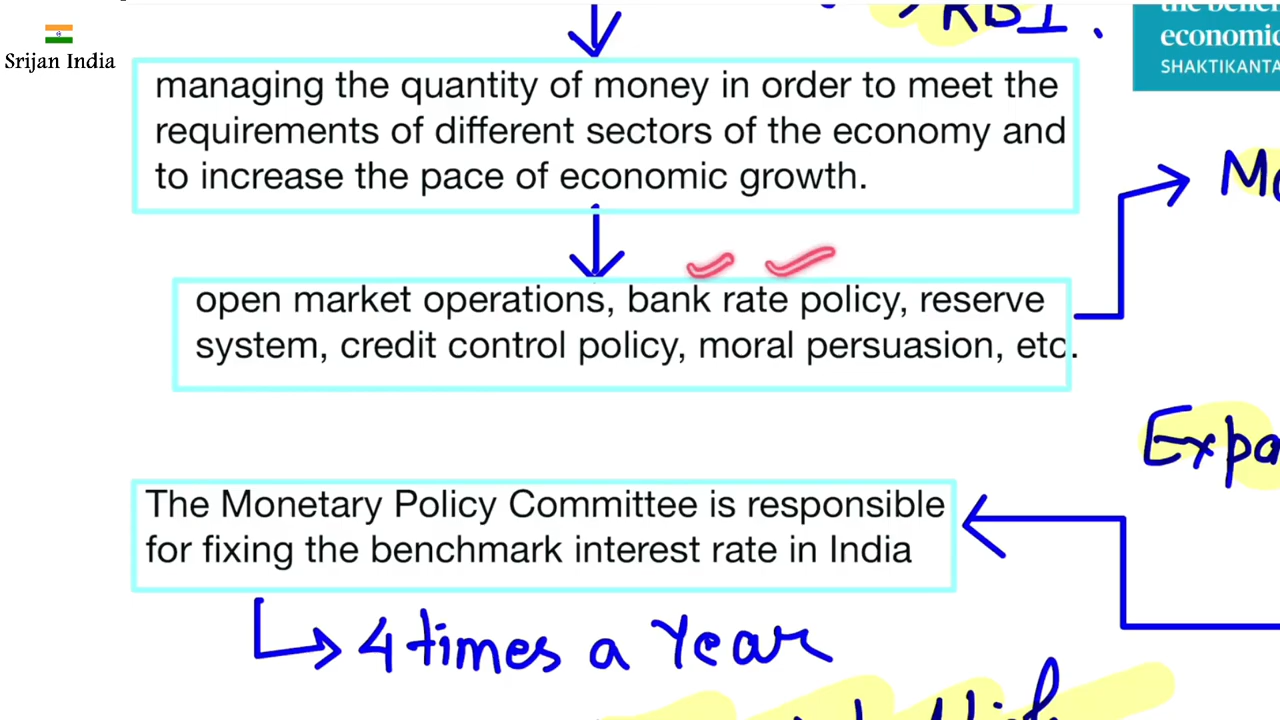 RBI.
economic
SHAKTIKANTA
Srijan India
managing the quantity of money in order to meet the
requirements of different sectors of the economy and
to increase the pace of economic growth.
open market operations, bank rate policy, reserve
system, credit control policy, moral persuasion, etc.
The Monetary Policy Committee is responsible
for fixing the benchmark interest rate in India
4 times a Year